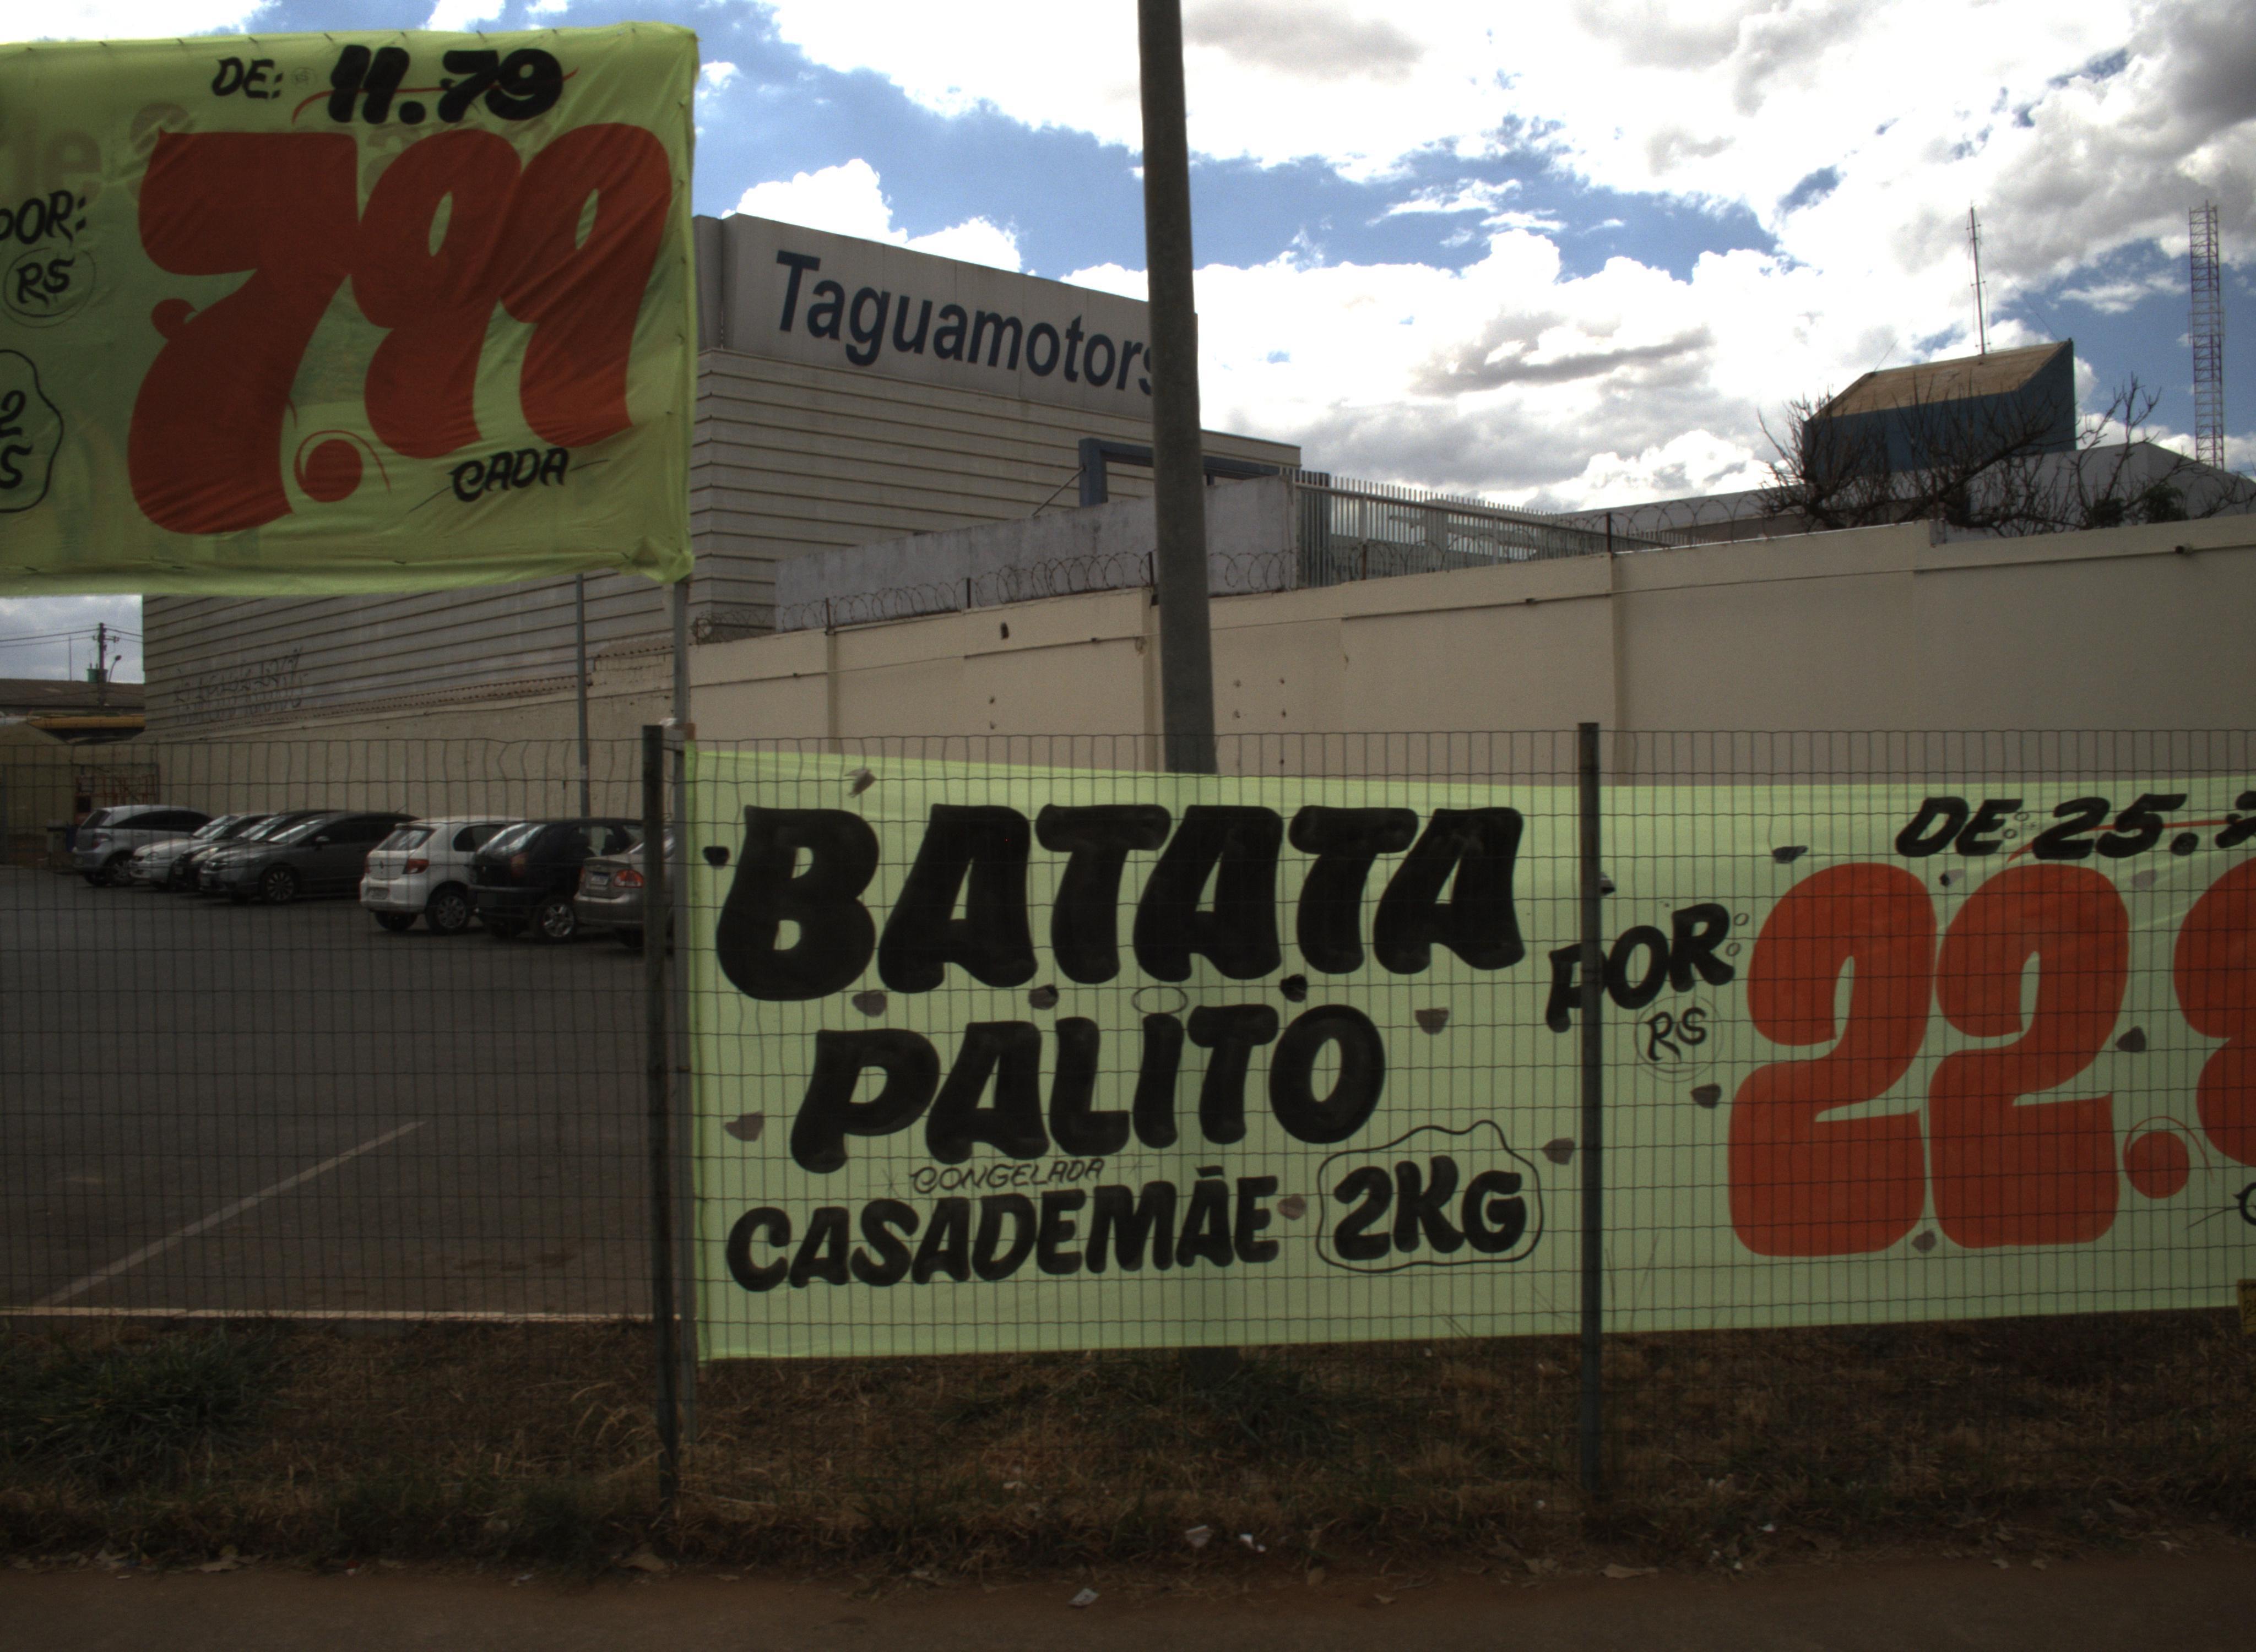 DE: 11.79
POR:
R$
7.99
CADA
Taguamotors
BATATA
PALITO
CONGELADA
CASADEMÃE 2KG
DE: 25.
POR:
R$
22.